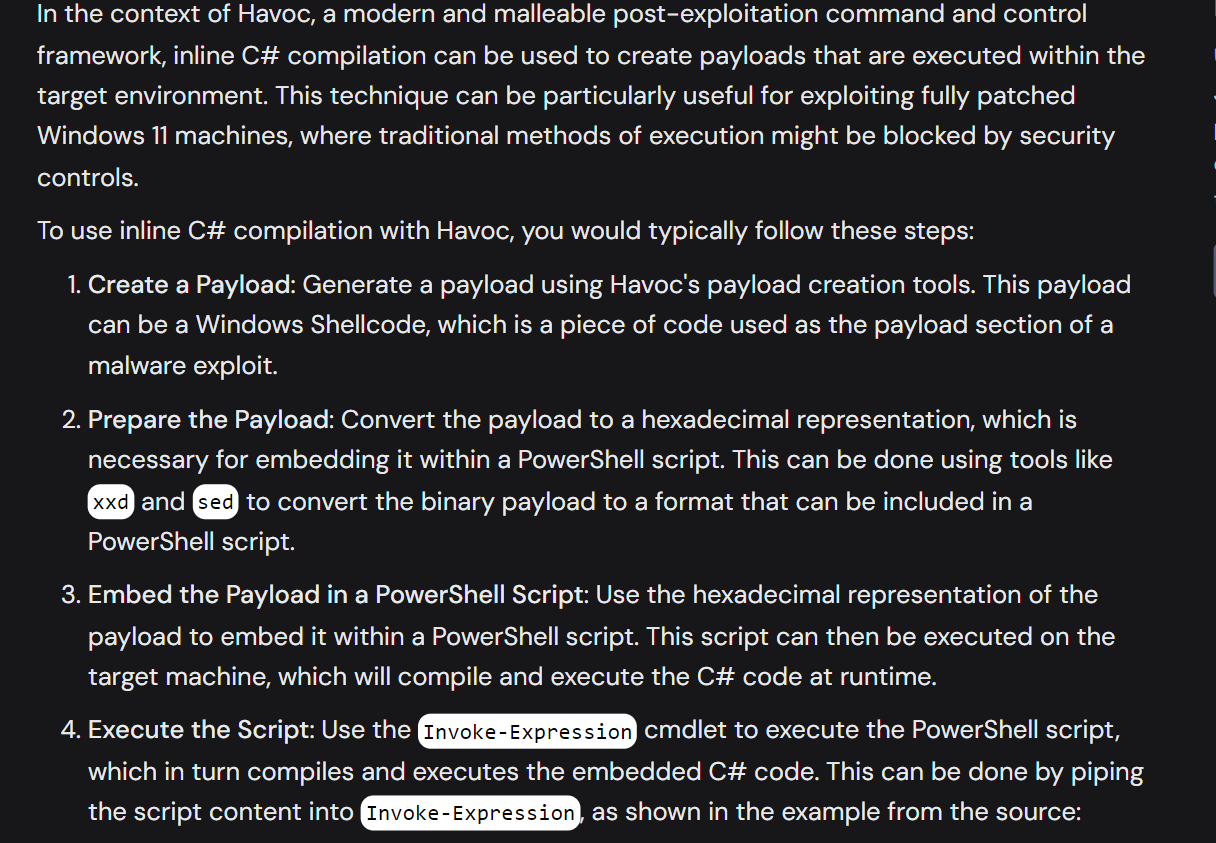 In the context of Havoc, a modern and malleable post-exploitation command and control
framework, inline C# compilation can be used to create payloads that are executed within the
target environment. This technique can be particularly useful for exploiting fully patched
Windows 11 machines, where traditional methods of execution might be blocked by security
controls.
To use inline C# compilation with Havoc, you would typically follow these steps:
1. Create a Payload: Generate a payload using Havoc's payload creation tools. This payload
can be a Windows Shellcode, which is a piece of code used as the payload section of a
malware exploit.
2. Prepare the Payload: Convert the payload to a hexadecimal representation, which is
necessary for embedding it within a PowerShell script. This can be done using tools like
xxd and sed to convert the binary payload to a format that can be included in a
PowerShell script.
3. Embed the Payload in a PowerShell Script: Use the hexadecimal representation of the
payload to embed it within a PowerShell script. This script can then be executed on the
target machine, which will compile and execute the C# code at runtime.
4. Execute the Script: Use the Invoke-Expression cmdlet to execute the PowerShell script,
which in turn compiles and executes the embedded C# code. This can be done by piping
the script content into Invoke-Expression, as shown in the example from the source: